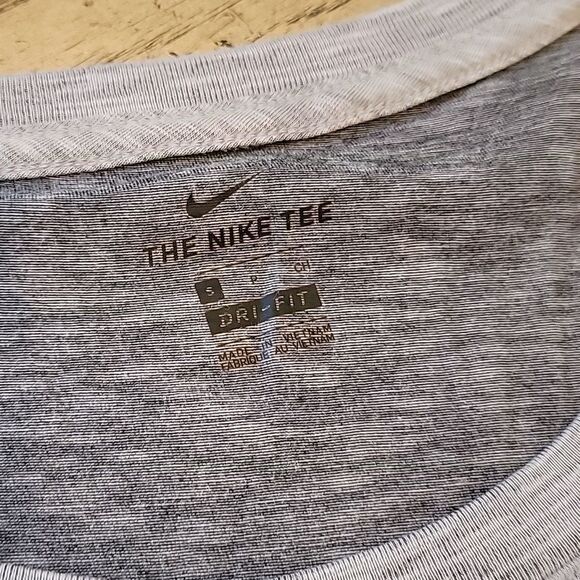 THE NIKE TEE
S P CH
DRI-FIT
MADE IN VIETNAM
FABRIQUÉ AU VIETNAM